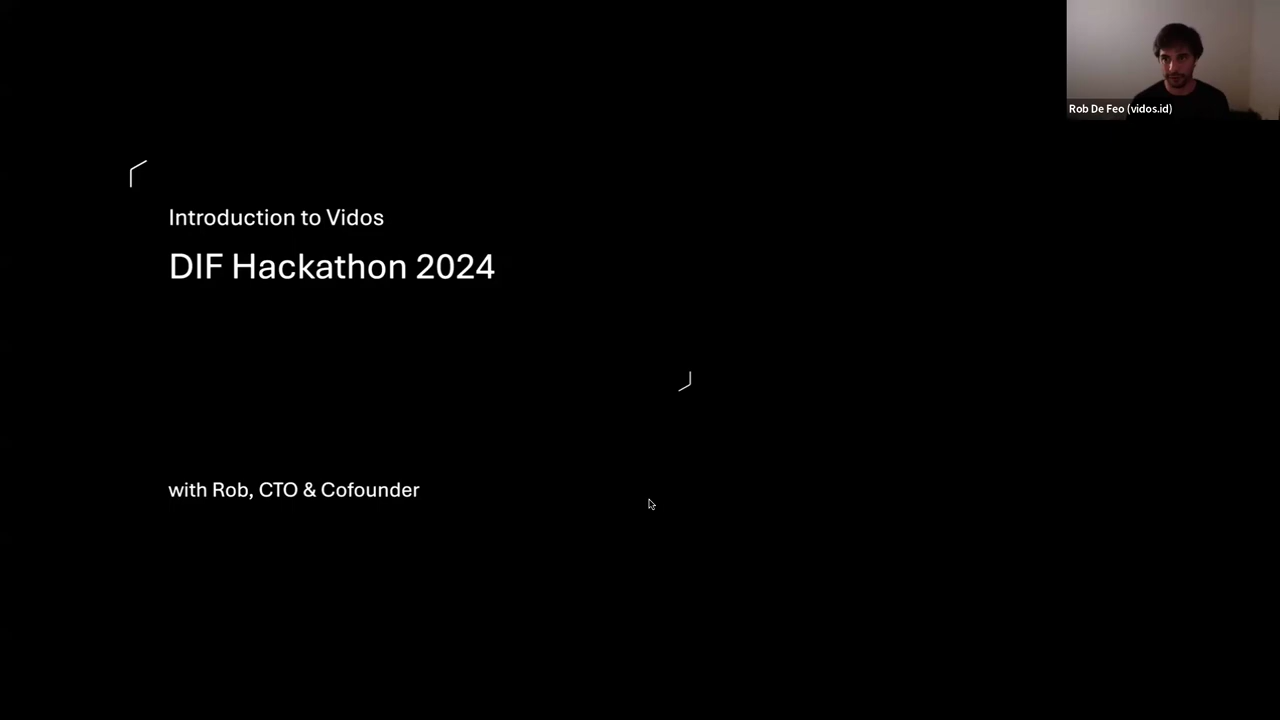 Rob De Feo (vidos.id)
Introduction to Vidos
DIF Hackathon 2024
with Rob, CTO & Cofounder